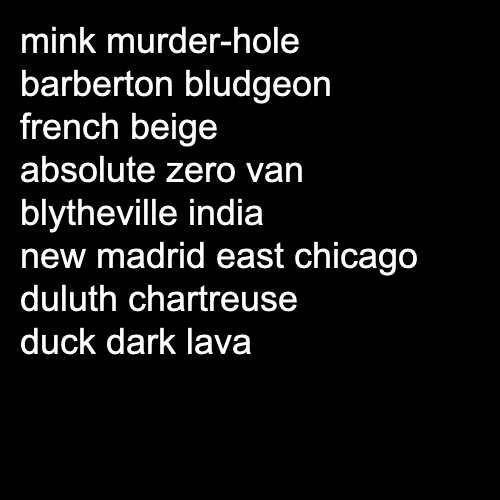 mink murder-hole
barberton bludgeon
french beige
absolute zero van
blytheville india
new madrid east chicago
duluth chartreuse
duck dark lava